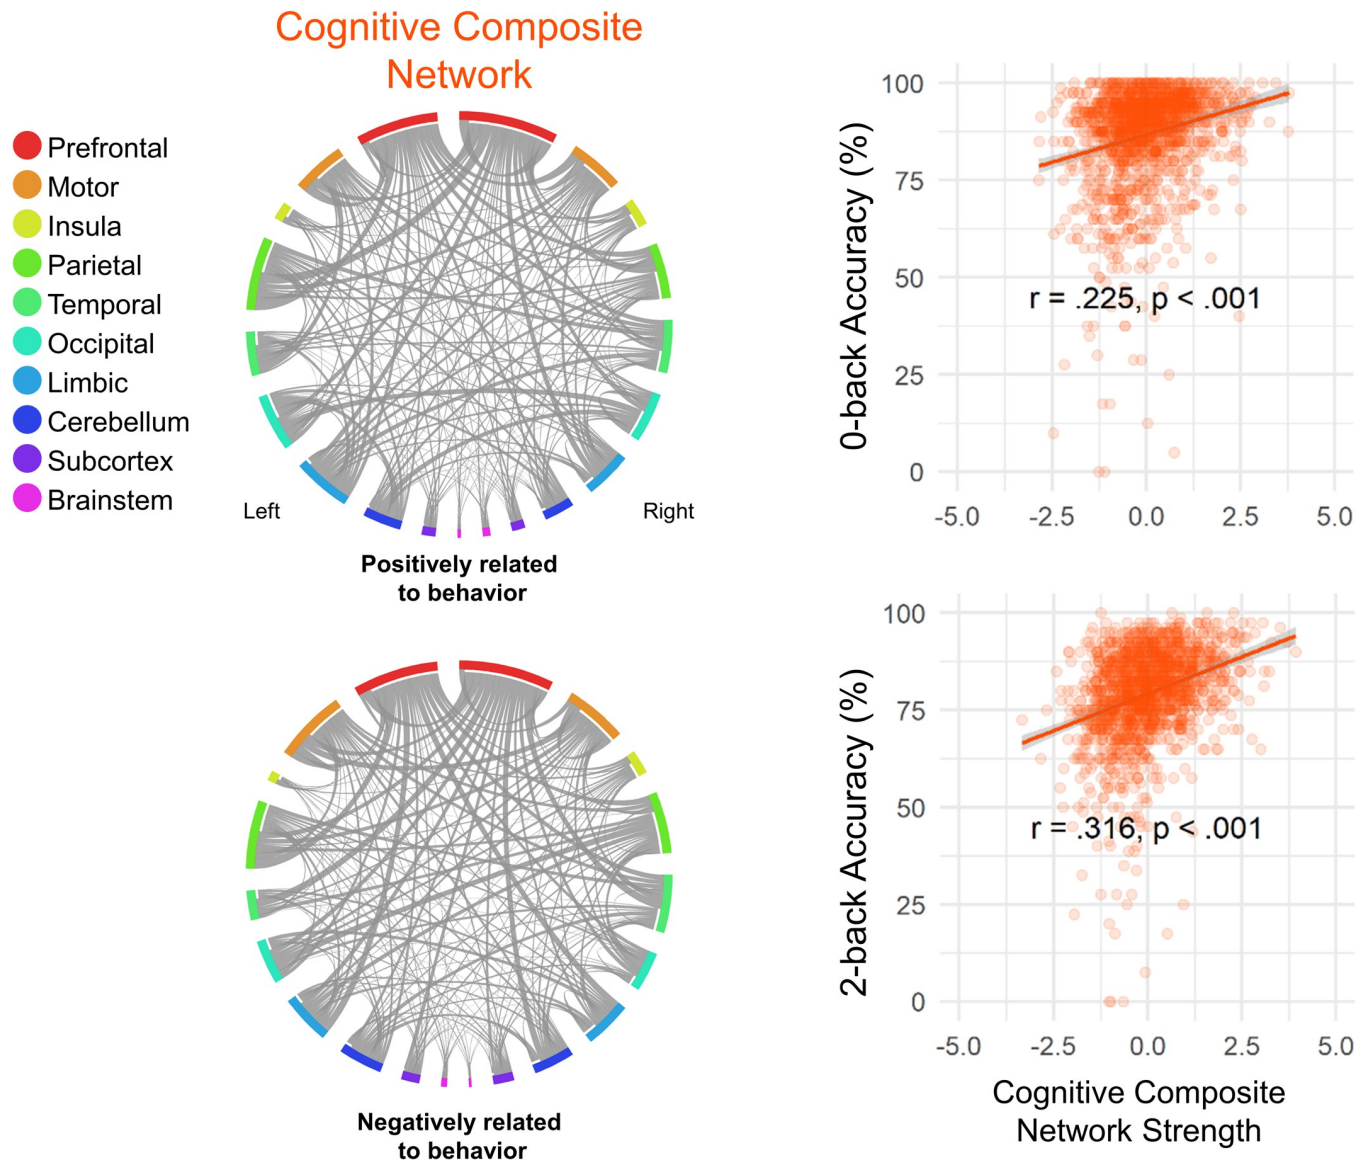 Cognitive Composite
Network
Prefrontal
Motor
Insula
Parietal
Temporal
Occipital
Limbic
Cerebellum
Subcortex
Brainstem
Left
Right
Positively related
to behavior
Negatively related
to behavior
0-back Accuracy (%)
100
75
50
25
0
r = .225, p < .001
-5.0 -2.5 0.0 2.5 5.0
2-back Accuracy (%)
100
75
50
25
0
r = .316, p < .001
-5.0 -2.5 0.0 2.5 5.0
Cognitive Composite
Network Strength